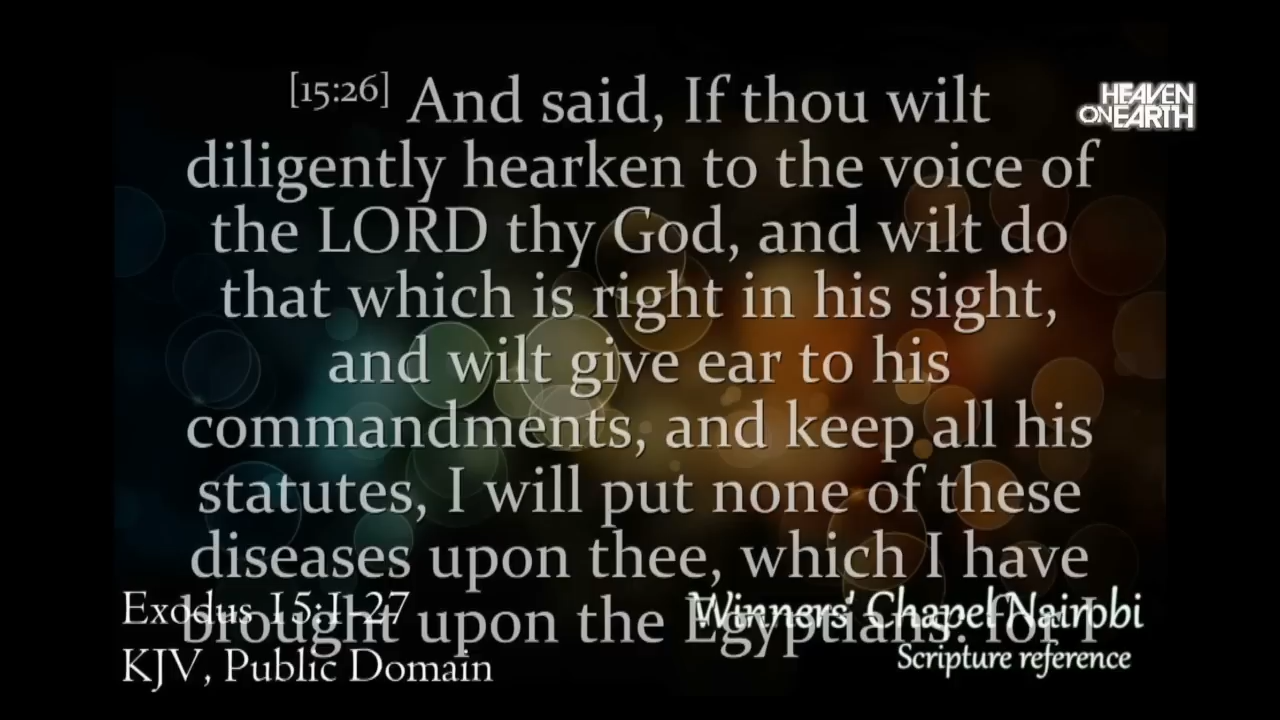 [15:26] And said, If thou wilt
diligently hearken to the voice of
the LORD thy God, and wilt do
that which is right in his sight,
and wilt give ear to his
commandments, and keep all his
statutes, I will put none of these
diseases upon thee, which I have
brought upon the Egyptians: for I
Exodus 15:1-27
KJV, Public Domain
Winners' Chapel Nairobi
Scripture reference
HEAVEN
ON EARTH